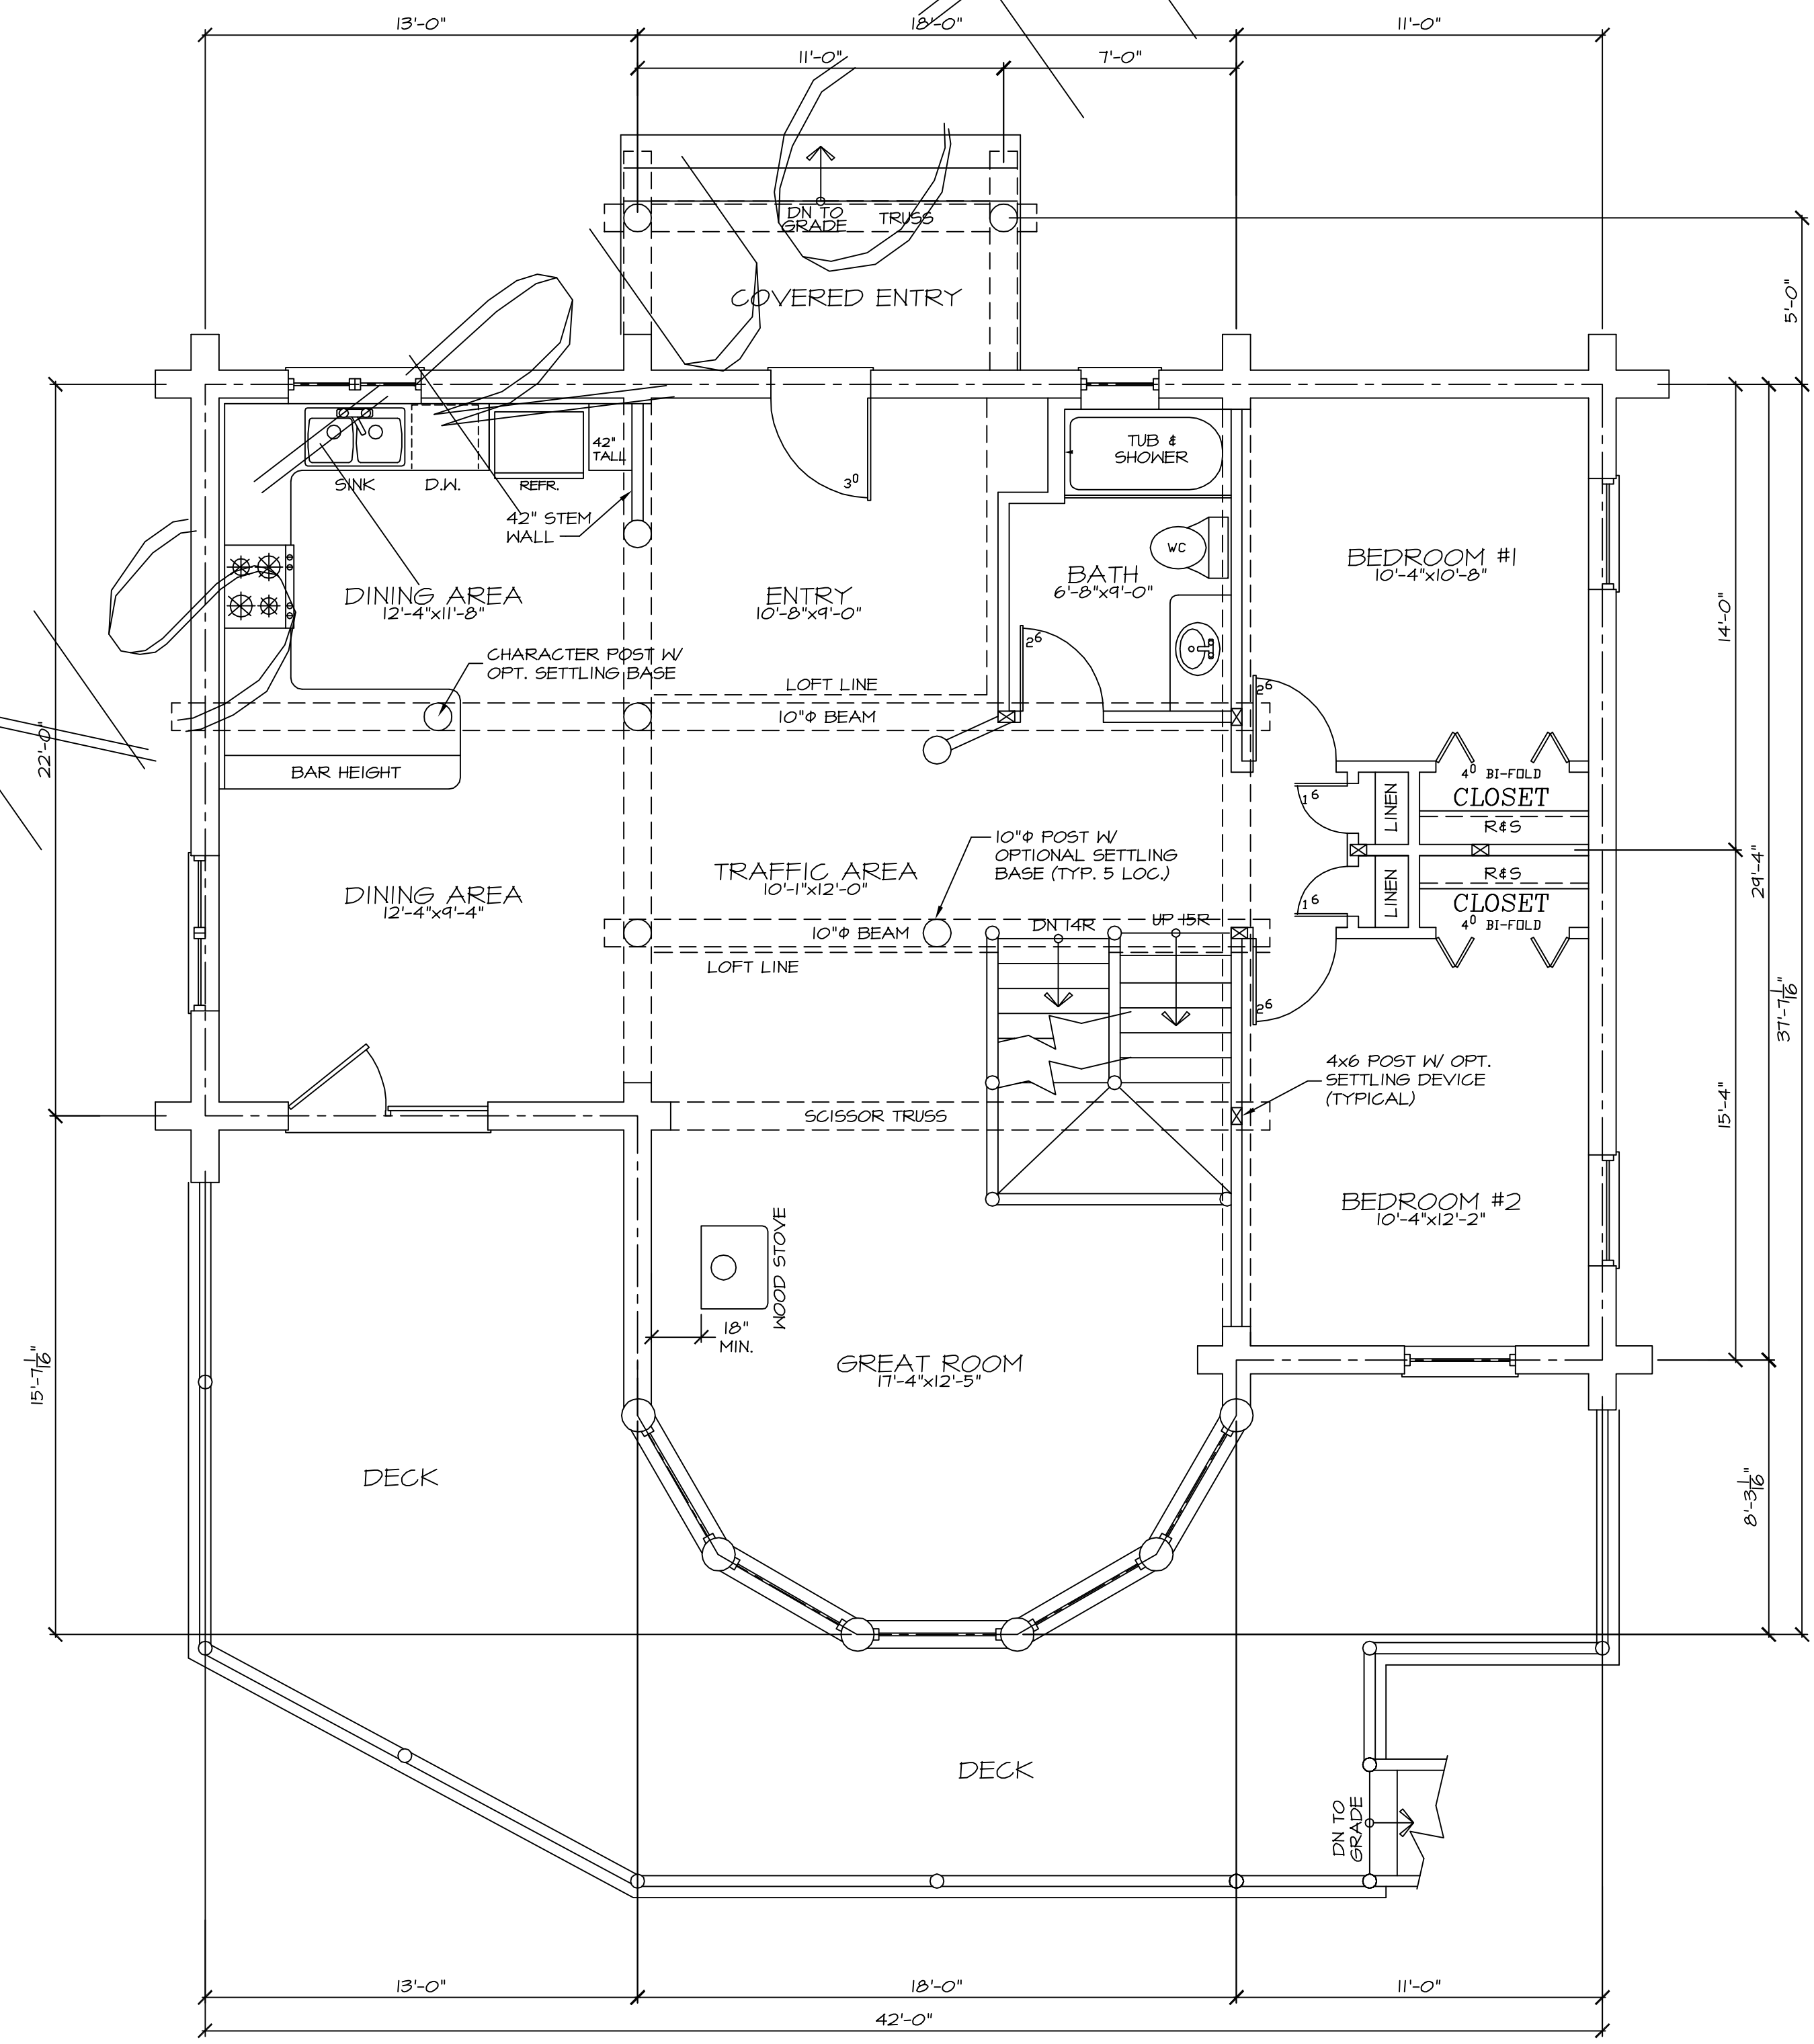 13'-0"
18'-0"
11'-0"
11'-0"
7'-0"
DN TO
GRADE
TRUSS
COVERED ENTRY
5'-0"
42"
TALL
SINK
D.W.
REFR.
42" STEM
WALL
3⁰
TUB &
SHOWER
WC
BATH
6'-8"x9'-0"
2⁶
BEDROOM #1
10'-4"x10'-8"
DINING AREA
12'-4"x11'-8"
ENTRY
10'-8"x9'-0"
14'-0"
CHARACTER POST W/
OPT. SETTLING BASE
LOFT LINE
10"Φ BEAM
2⁶
22'-0"
BAR HEIGHT
4⁰ BI-FOLD
CLOSET
R&S
1⁶
LINEN
10"Φ POST W/
OPTIONAL SETTLING
BASE (TYP. 5 LOC.)
TRAFFIC AREA
10'-1"x12'-0"
DINING AREA
12'-4"x9'-4"
R&S
CLOSET
4⁰ BI-FOLD
1⁶
LINEN
29'-4"
10"Φ BEAM
DN 14R
UP 15R
LOFT LINE
2⁶
37'-7 1/16"
4x6 POST W/ OPT.
SETTLING DEVICE
(TYPICAL)
15'-4"
SCISSOR TRUSS
BEDROOM #2
10'-4"x12'-2"
WOOD STOVE
18"
MIN.
GREAT ROOM
17'-4"x12'-5"
15'-7 1/16"
8'-3 1/16"
DECK
DECK
DN TO
GRADE
13'-0"
18'-0"
11'-0"
42'-0"